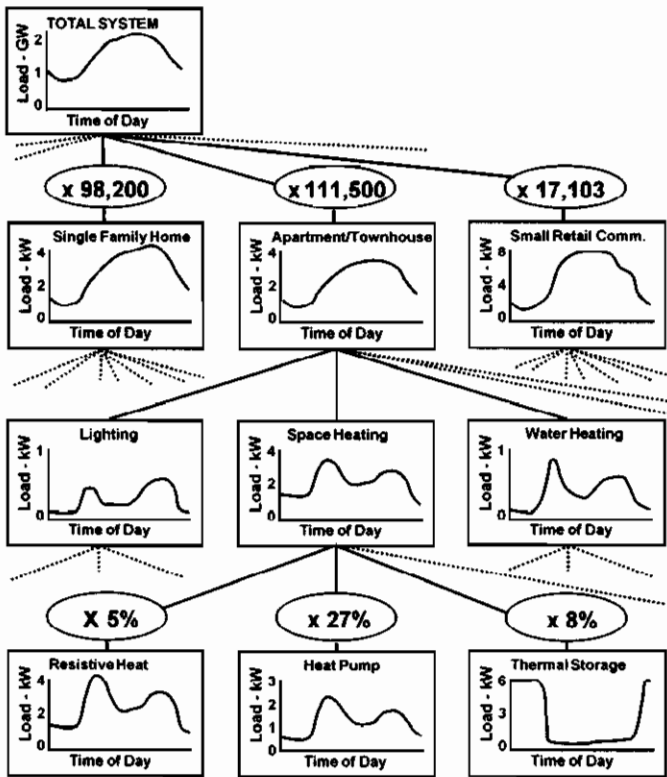 TOTAL SYSTEM
Load - GW
2
1
0
Time of Day
x 98,200
x 111,500
x 17,103
Single Family Home
Load - kW
4
2
0
Time of Day
Apartment/Townhouse
Load - kW
4
2
0
Time of Day
Small Retail Comm.
Load - kW
8
4
0
Time of Day
Lighting
Load - kW
1
0
Time of Day
Space Heating
Load - kW
4
2
0
Time of Day
Water Heating
Load - kW
1
0
Time of Day
X 5%
x 27%
x 8%
Resistive Heat
Load - kW
4
2
0
Time of Day
Heat Pump
Load - kW
3
2
1
0
Time of Day
Thermal Storage
Load - kW
6
4
2
0
Time of Day